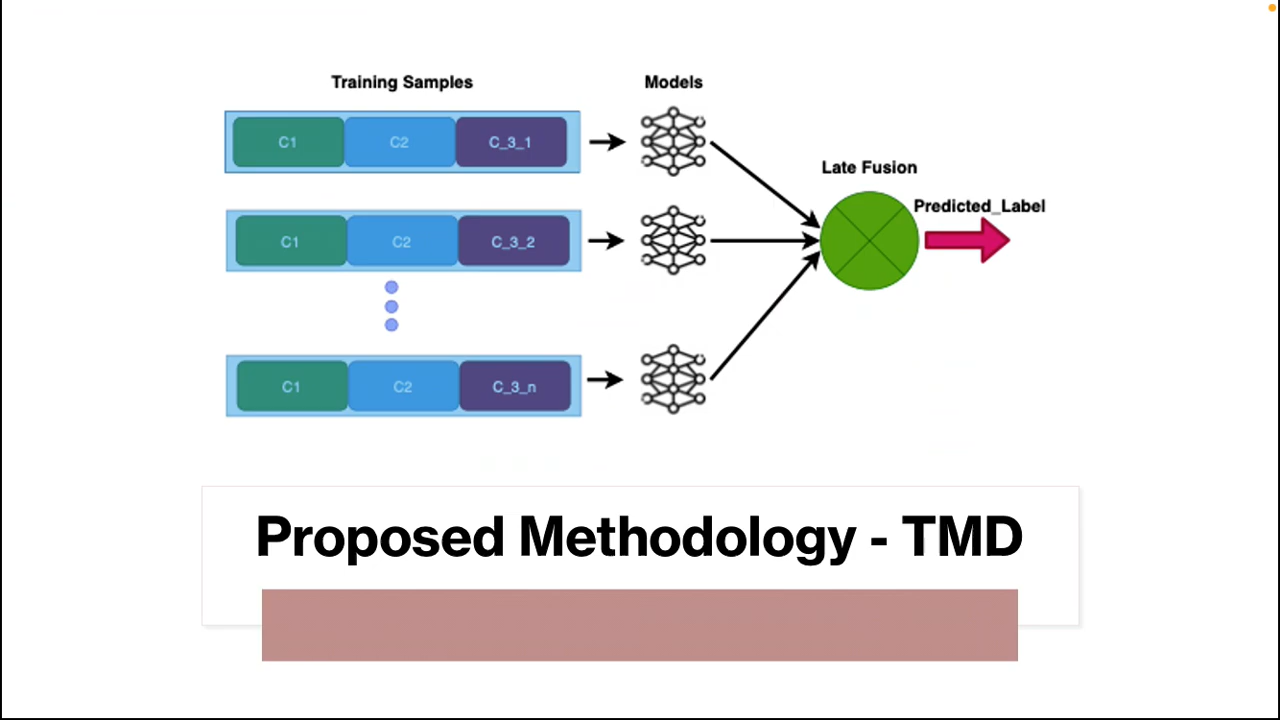 Training Samples
Models
C1
C2
C_3_1
Late Fusion
Predicted_Label
C1
C2
C_3_2
C1
C2
C_3_n
Proposed Methodology - TMD